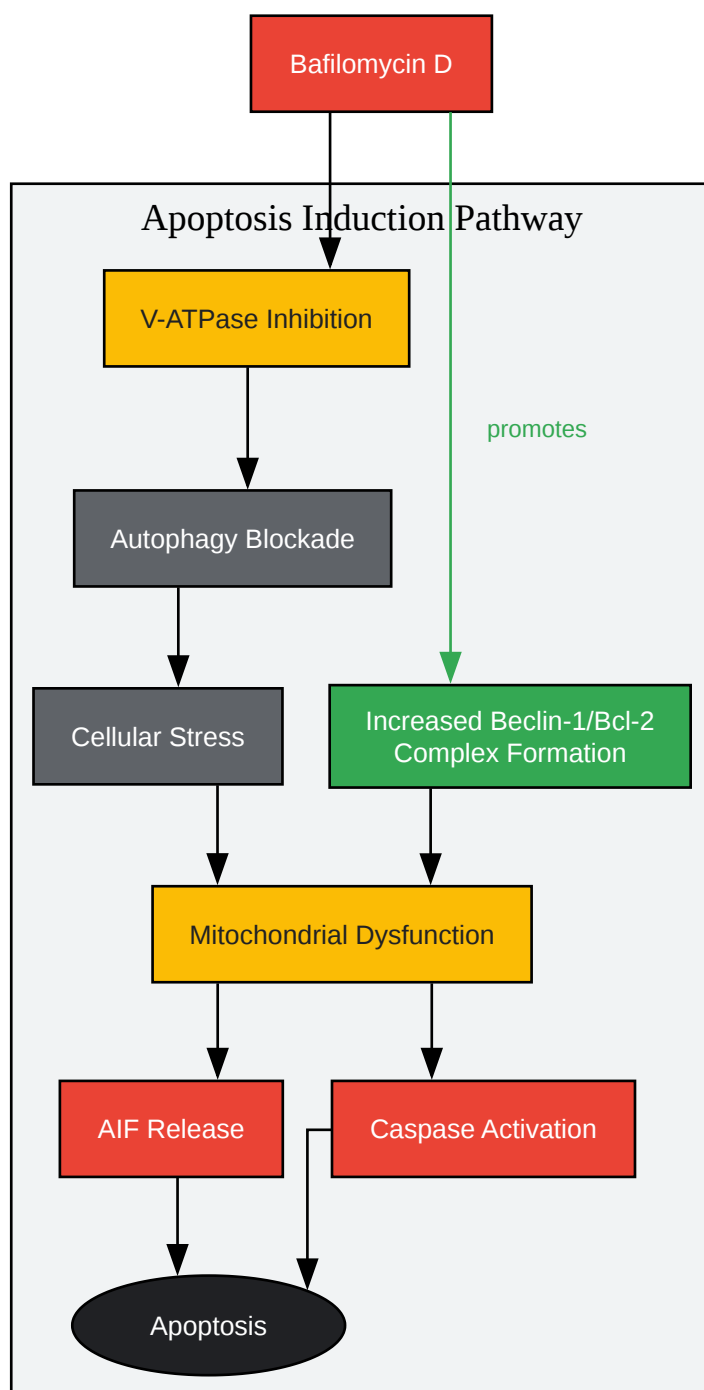 Bafilomycin D
Apoptosis Induction Pathway
V-ATPase Inhibition
promotes
Autophagy Blockade
Cellular Stress
Increased Beclin-1/Bcl-2
Complex Formation
Mitochondrial Dysfunction
AIF Release
Caspase Activation
Apoptosis